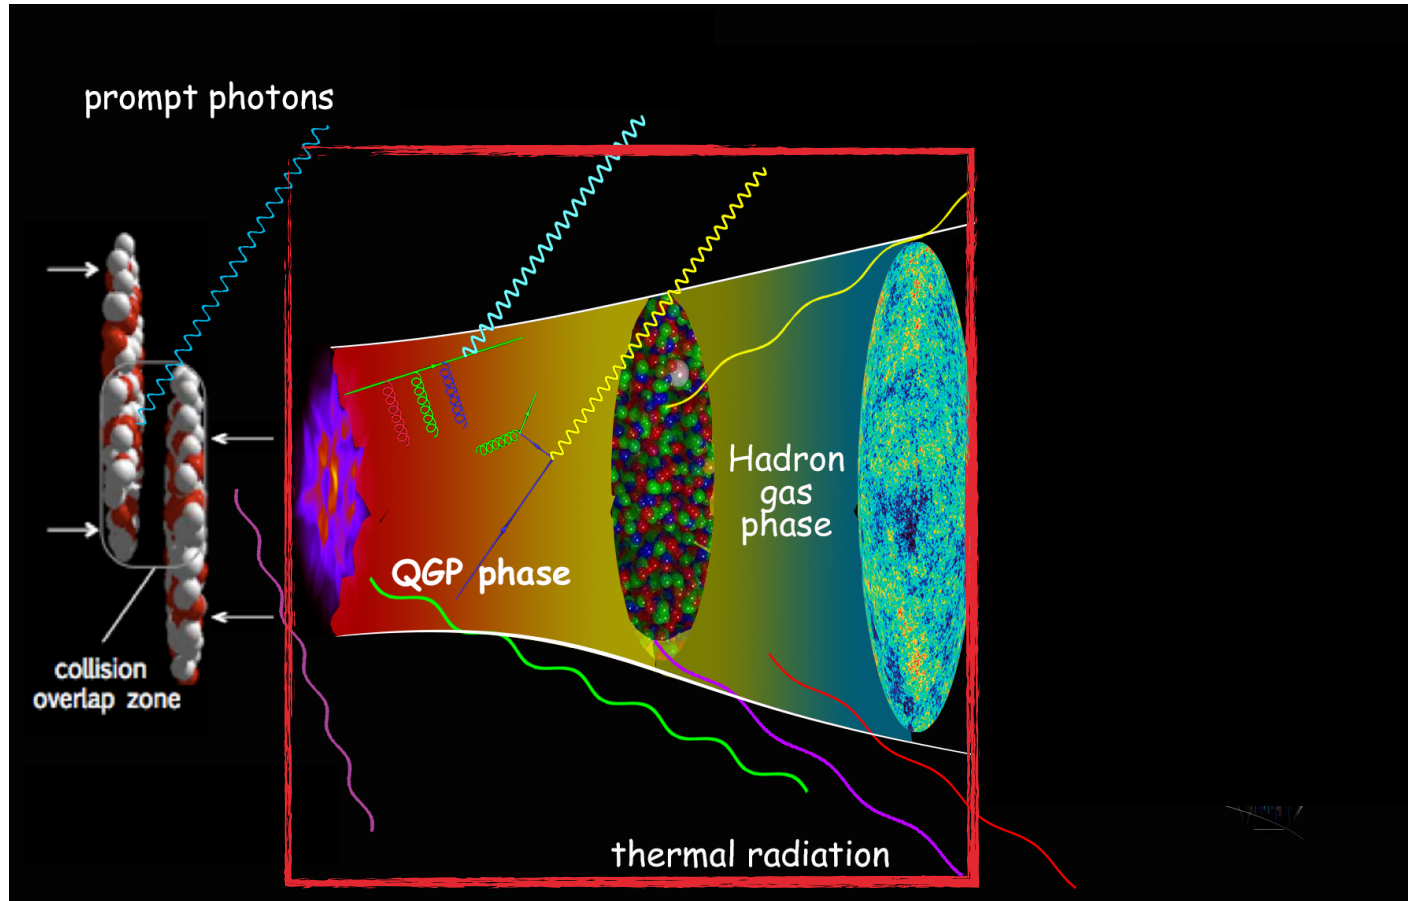 prompt photons
collision
overlap zone
QGP phase
Hadron
gas
phase
thermal radiation